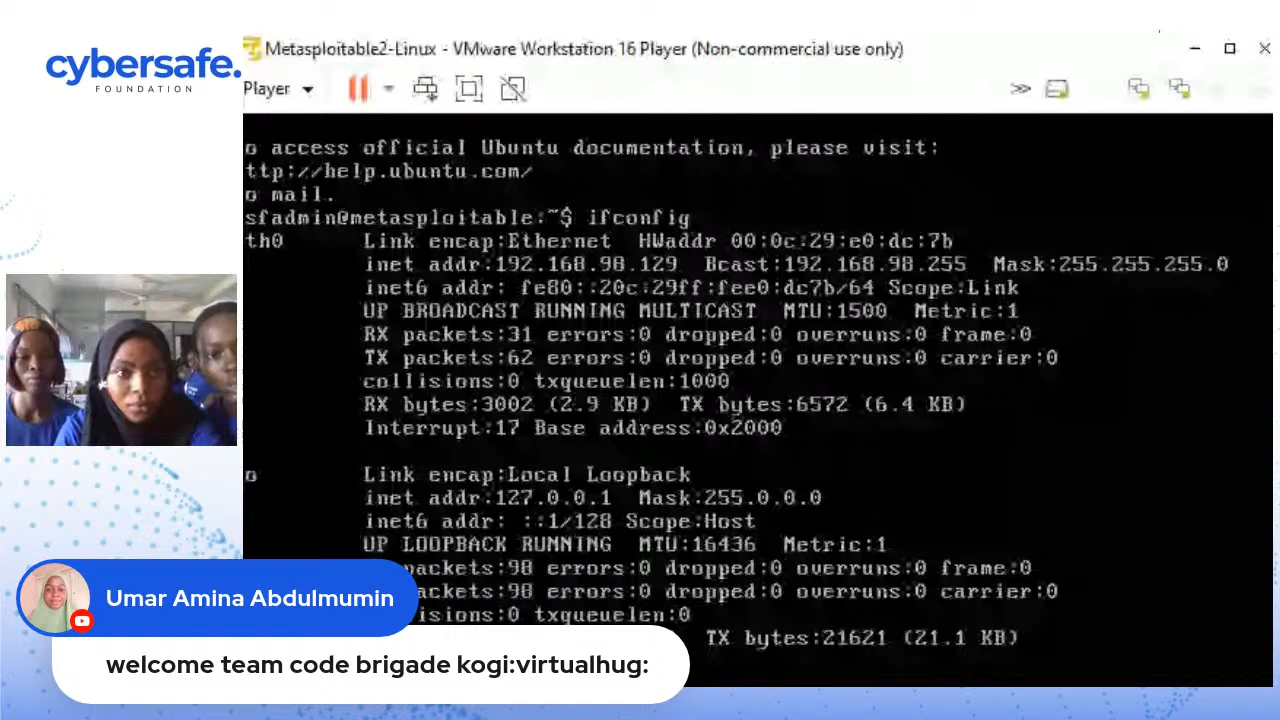 cybersafe.
FOUNDATION
Metasploitable2-Linux - VMware Workstation 16 Player (Non-commercial use only)
Player
o access official Ubuntu documentation, please visit:
ttp://help.ubuntu.com/
o mail.
sfadmin@metasploitable:~$ ifconfig
th0 Link encap:Ethernet HWaddr 00:0c:29:e0:dc:7b
inet addr:192.168.98.129 Bcast:192.168.98.255 Mask:255.255.255.0
inet6 addr: fe80::20c:29ff:fee0:dc7b/64 Scope:Link
UP BROADCAST RUNNING MULTICAST MTU:1500 Metric:1
RX packets:31 errors:0 dropped:0 overruns:0 frame:0
TX packets:62 errors:0 dropped:0 overruns:0 carrier:0
collisions:0 txqueuelen:1000
RX bytes:3002 (2.9 KB) TX bytes:6572 (6.4 KB)
Interrupt:17 Base address:0x2000
o Link encap:Local Loopback
inet addr:127.0.0.1 Mask:255.0.0.0
inet6 addr: ::1/128 Scope:Host
UP LOOPBACK RUNNING MTU:16436 Metric:1
packets:98 errors:0 dropped:0 overruns:0 frame:0
packets:98 errors:0 dropped:0 overruns:0 carrier:0
isions:0 txqueuelen:0
TX bytes:21621 (21.1 KB)
Umar Amina Abdulmumin
welcome team code brigade kogi:virtualhug: